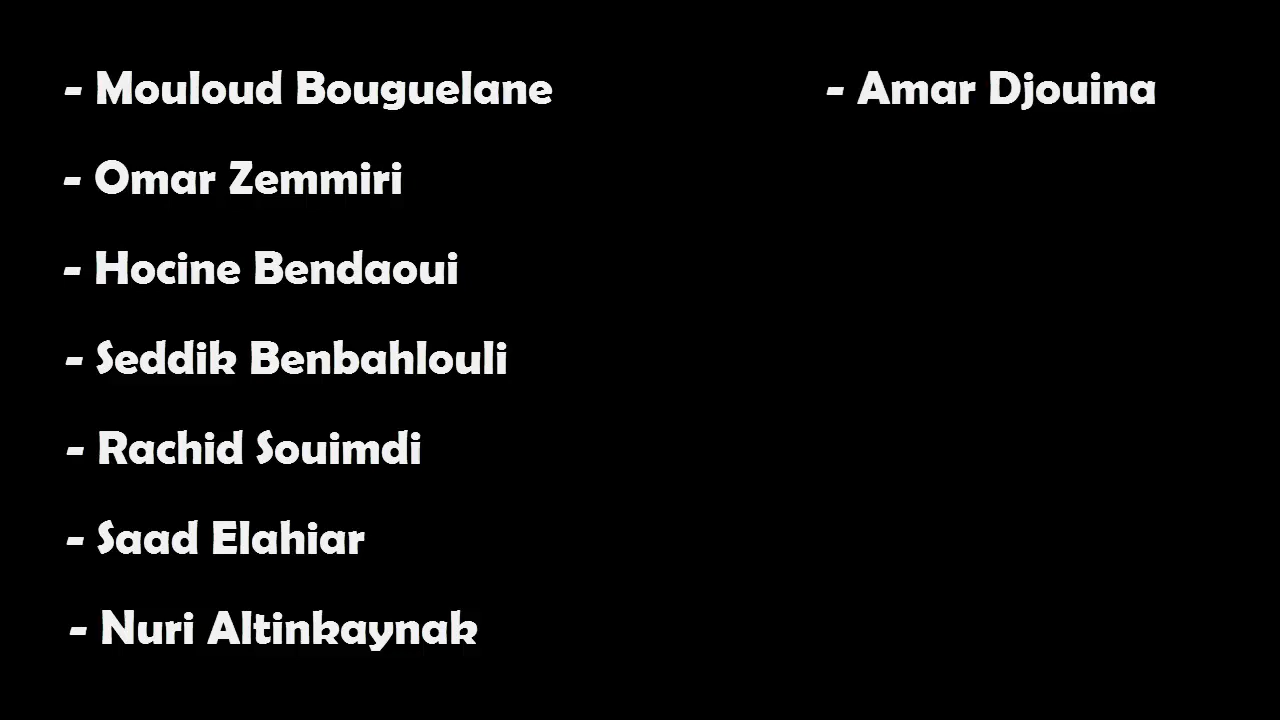 - Mouloud Bouguelane
- Omar Zemmiri
- Hocine Bendaoui
- Seddik Benbahlouli
- Rachid Souimdi
- Saad Elahiar
- Nuri Altinkaynak
- Amar Djouina